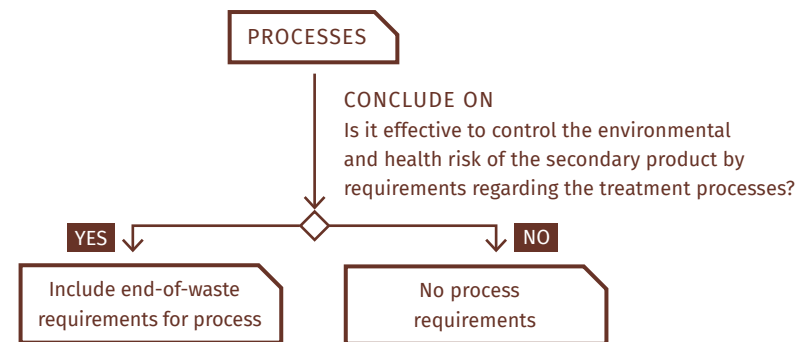 PROCESSES
CONCLUDE ON
Is it effective to control the environmental
and health risk of the secondary product by
requirements regarding the treatment processes?
YES
NO
Include end-of-waste
requirements for process
No process
requirements